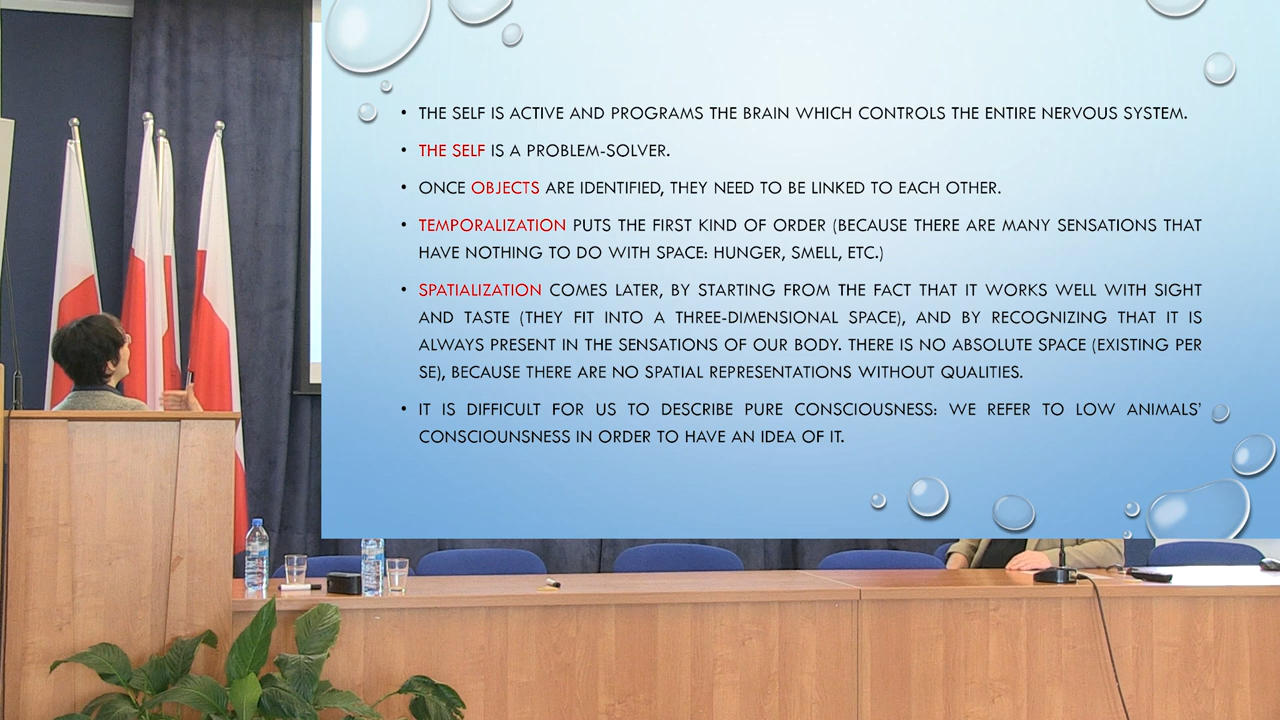 • THE SELF IS ACTIVE AND PROGRAMS THE BRAIN WHICH CONTROLS THE ENTIRE NERVOUS SYSTEM.
• THE SELF IS A PROBLEM-SOLVER.
• ONCE OBJECTS ARE IDENTIFIED, THEY NEED TO BE LINKED TO EACH OTHER.
• TEMPORALIZATION PUTS THE FIRST KIND OF ORDER (BECAUSE THERE ARE MANY SENSATIONS THAT
HAVE NOTHING TO DO WITH SPACE: HUNGER, SMELL, ETC.)
• SPATIALIZATION COMES LATER, BY STARTING FROM THE FACT THAT IT WORKS WELL WITH SIGHT
AND TASTE (THEY FIT INTO A THREE-DIMENSIONAL SPACE), AND BY RECOGNIZING THAT IT IS
ALWAYS PRESENT IN THE SENSATIONS OF OUR BODY. THERE IS NO ABSOLUTE SPACE (EXISTING PER
SE), BECAUSE THERE ARE NO SPATIAL REPRESENTATIONS WITHOUT QUALITIES.
• IT IS DIFFICULT FOR US TO DESCRIBE PURE CONSCIOUSNESS: WE REFER TO LOW ANIMALS'
CONSCIOUNSNESS IN ORDER TO HAVE AN IDEA OF IT.